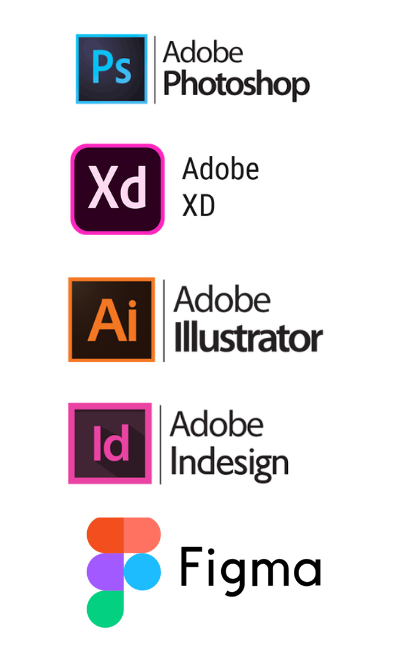 Ps
Adobe
Photoshop
Xd
Adobe
XD
Ai
Adobe
Illustrator
Id
Adobe
Indesign
Figma